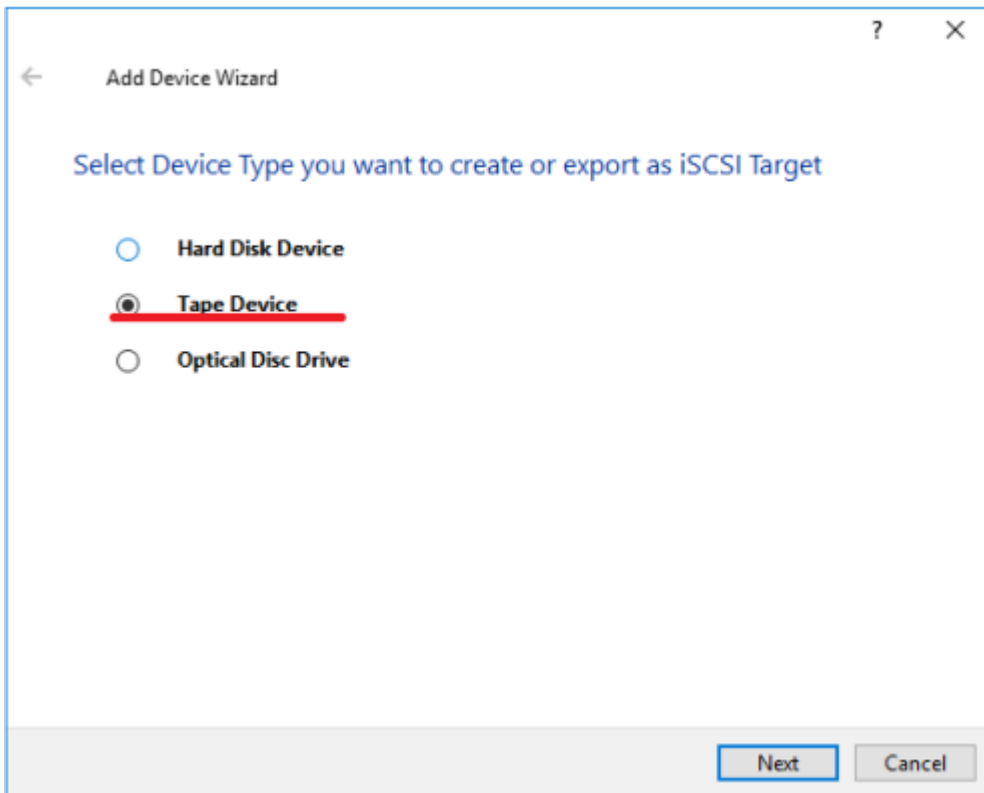 ?
Add Device Wizard
Select Device Type you want to create or export as iSCSI Target
Hard Disk Device
Tape Device
Optical Disc Drive
Next Cancel